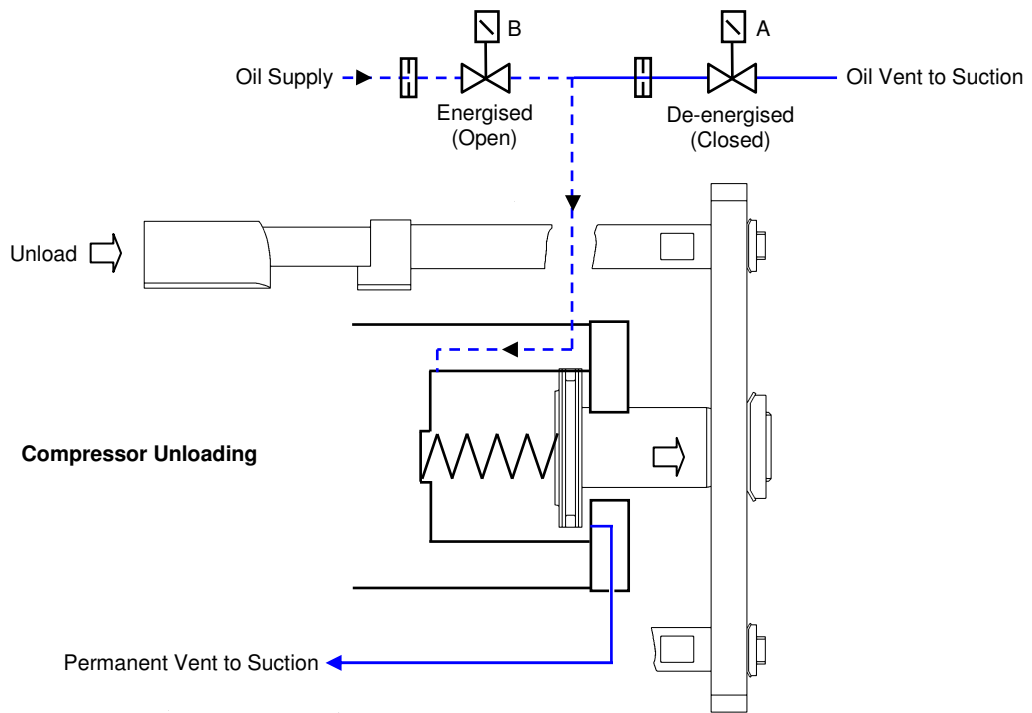 B
A
Oil Supply
Oil Vent to Suction
Energised
(Open)
De-energised
(Closed)
Unload
Compressor Unloading
Permanent Vent to Suction